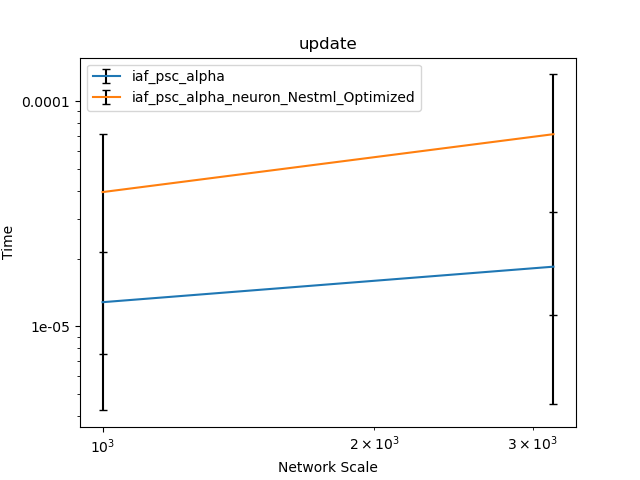 update
iaf_psc_alpha
iaf_psc_alpha_neuron_Nestml_Optimized
0.0001
1e-05
Time
10³
2 × 10³
3 × 10³
Network Scale